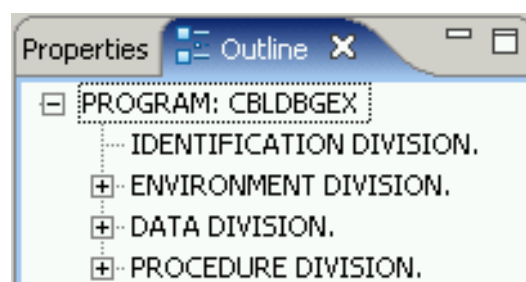 Properties Outline
PROGRAM: CBLDBGEX
IDENTIFICATION DIVISION.
ENVIRONMENT DIVISION.
DATA DIVISION.
PROCEDURE DIVISION.